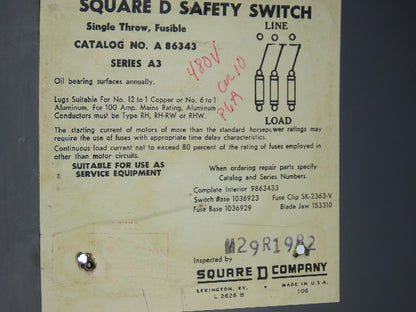 SQUARE D SAFETY SWITCH
Single Throw, Fusible
CATALOG NO. A 86343
SERIES A3
LINE
LOAD
480V
P6A9
Oil bearing surfaces annually.
Lugs Suitable For No. 12 to 1 Copper or No. 6 to 1
Aluminum. For 100 Amp. Mains Rating, Aluminum
Conductors must be Type RH, RH-RW or RHW.
The starting current of motors of more than the standard horsepower ratings may
require the use of fuses with appropriate time delay characteristics.
Continuous load current not to exceed 80 percent of the rating of fuses employed in
other than motor circuits.
SUITABLE FOR USE AS
SERVICE EQUIPMENT
When ordering repair parts specify
Catalog and Series Numbers.
Complete Interior 9863433
Switch Base 1036923 Fuse Clip SK-2363-V
Fuse Base 1036929 Blade Jaw 153310
M29R1982
Inspected by
SQUARE D COMPANY
LEXINGTON, KY. MADE IN U.S.A.
L 2626 B 106